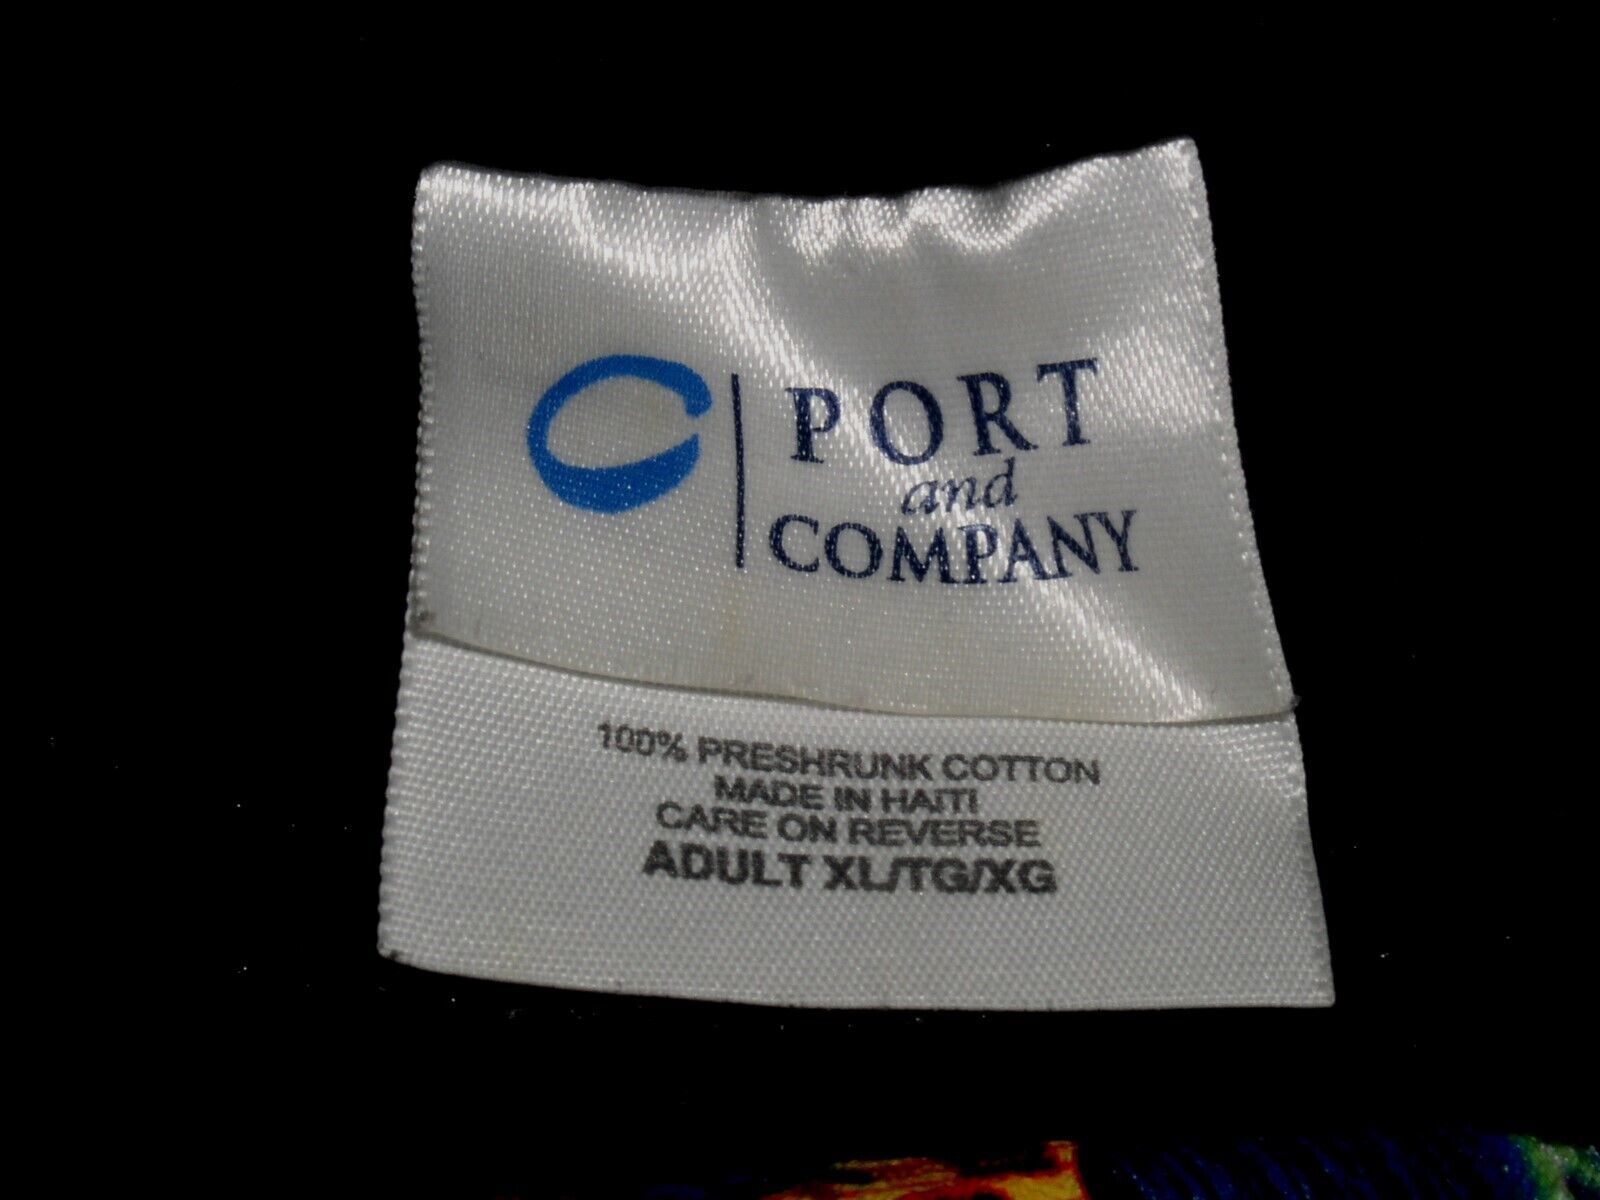 PORT
and
COMPANY
100% PRESHRUNK COTTON
MADE IN HAITI
CARE ON REVERSE
ADULT XL/TG/XG